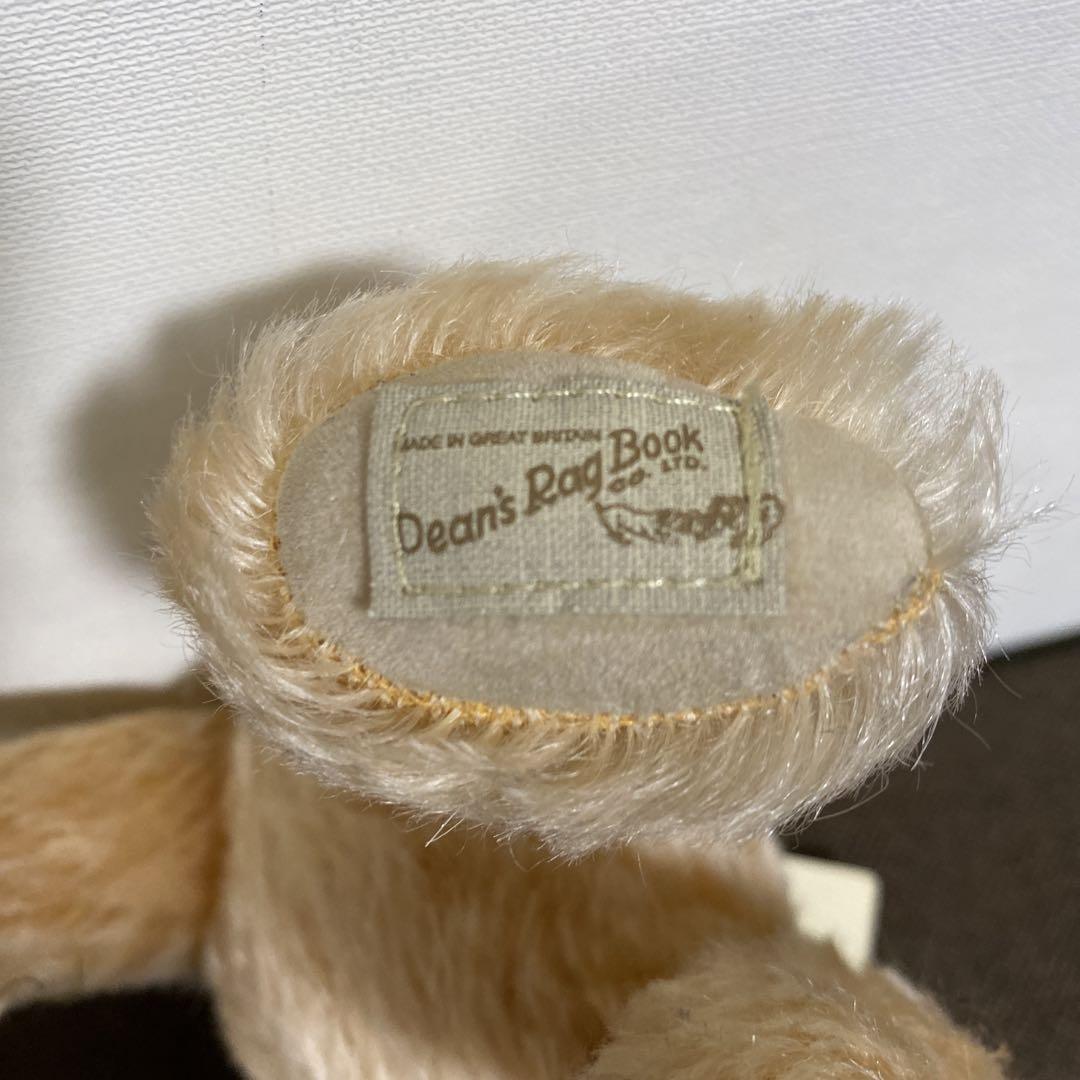 MADE IN GREAT BRITAIN
Dean's Rag Book
CO. LTD.